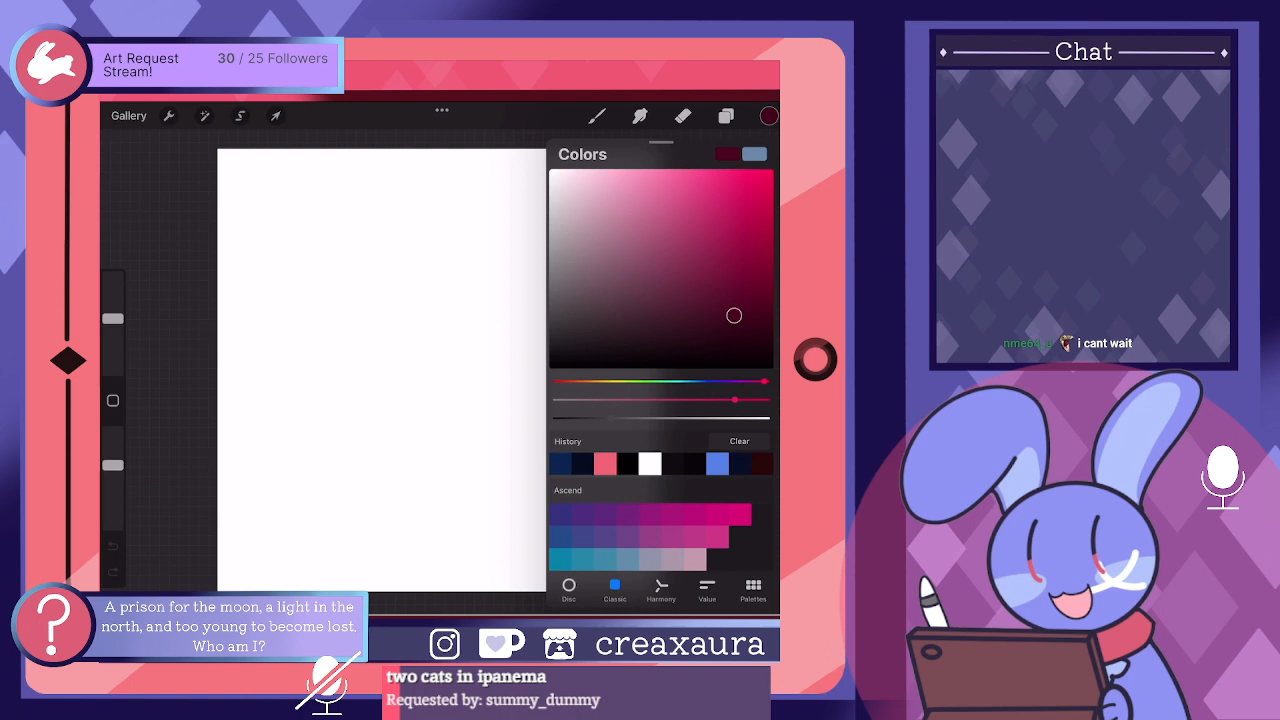 Art Request
Stream!
30 / 25 Followers
Chat
Gallery
Colors
i cant wait
History
Clear
Ascend
Disc
Classic
Harmony
Value
Palettes
A prison for the moon, a light in the
north, and too young to become lost.
Who am I?
creaxaura
two cats in ipanema
Requested by: summy_dummy